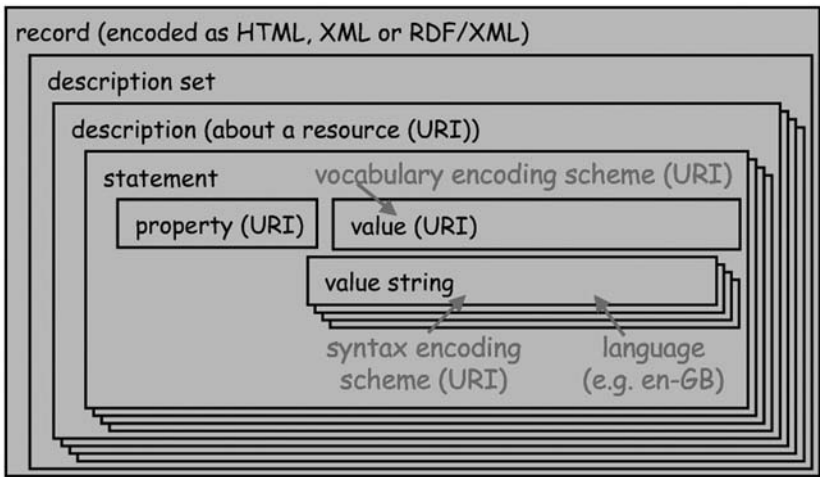 record (encoded as HTML, XML or RDF/XML)
description set
description (about a resource (URI))
statement
vocabulary encoding scheme (URI)
property (URI)
value (URI)
value string
syntax encoding
scheme (URI)
language
(e.g. en-GB)